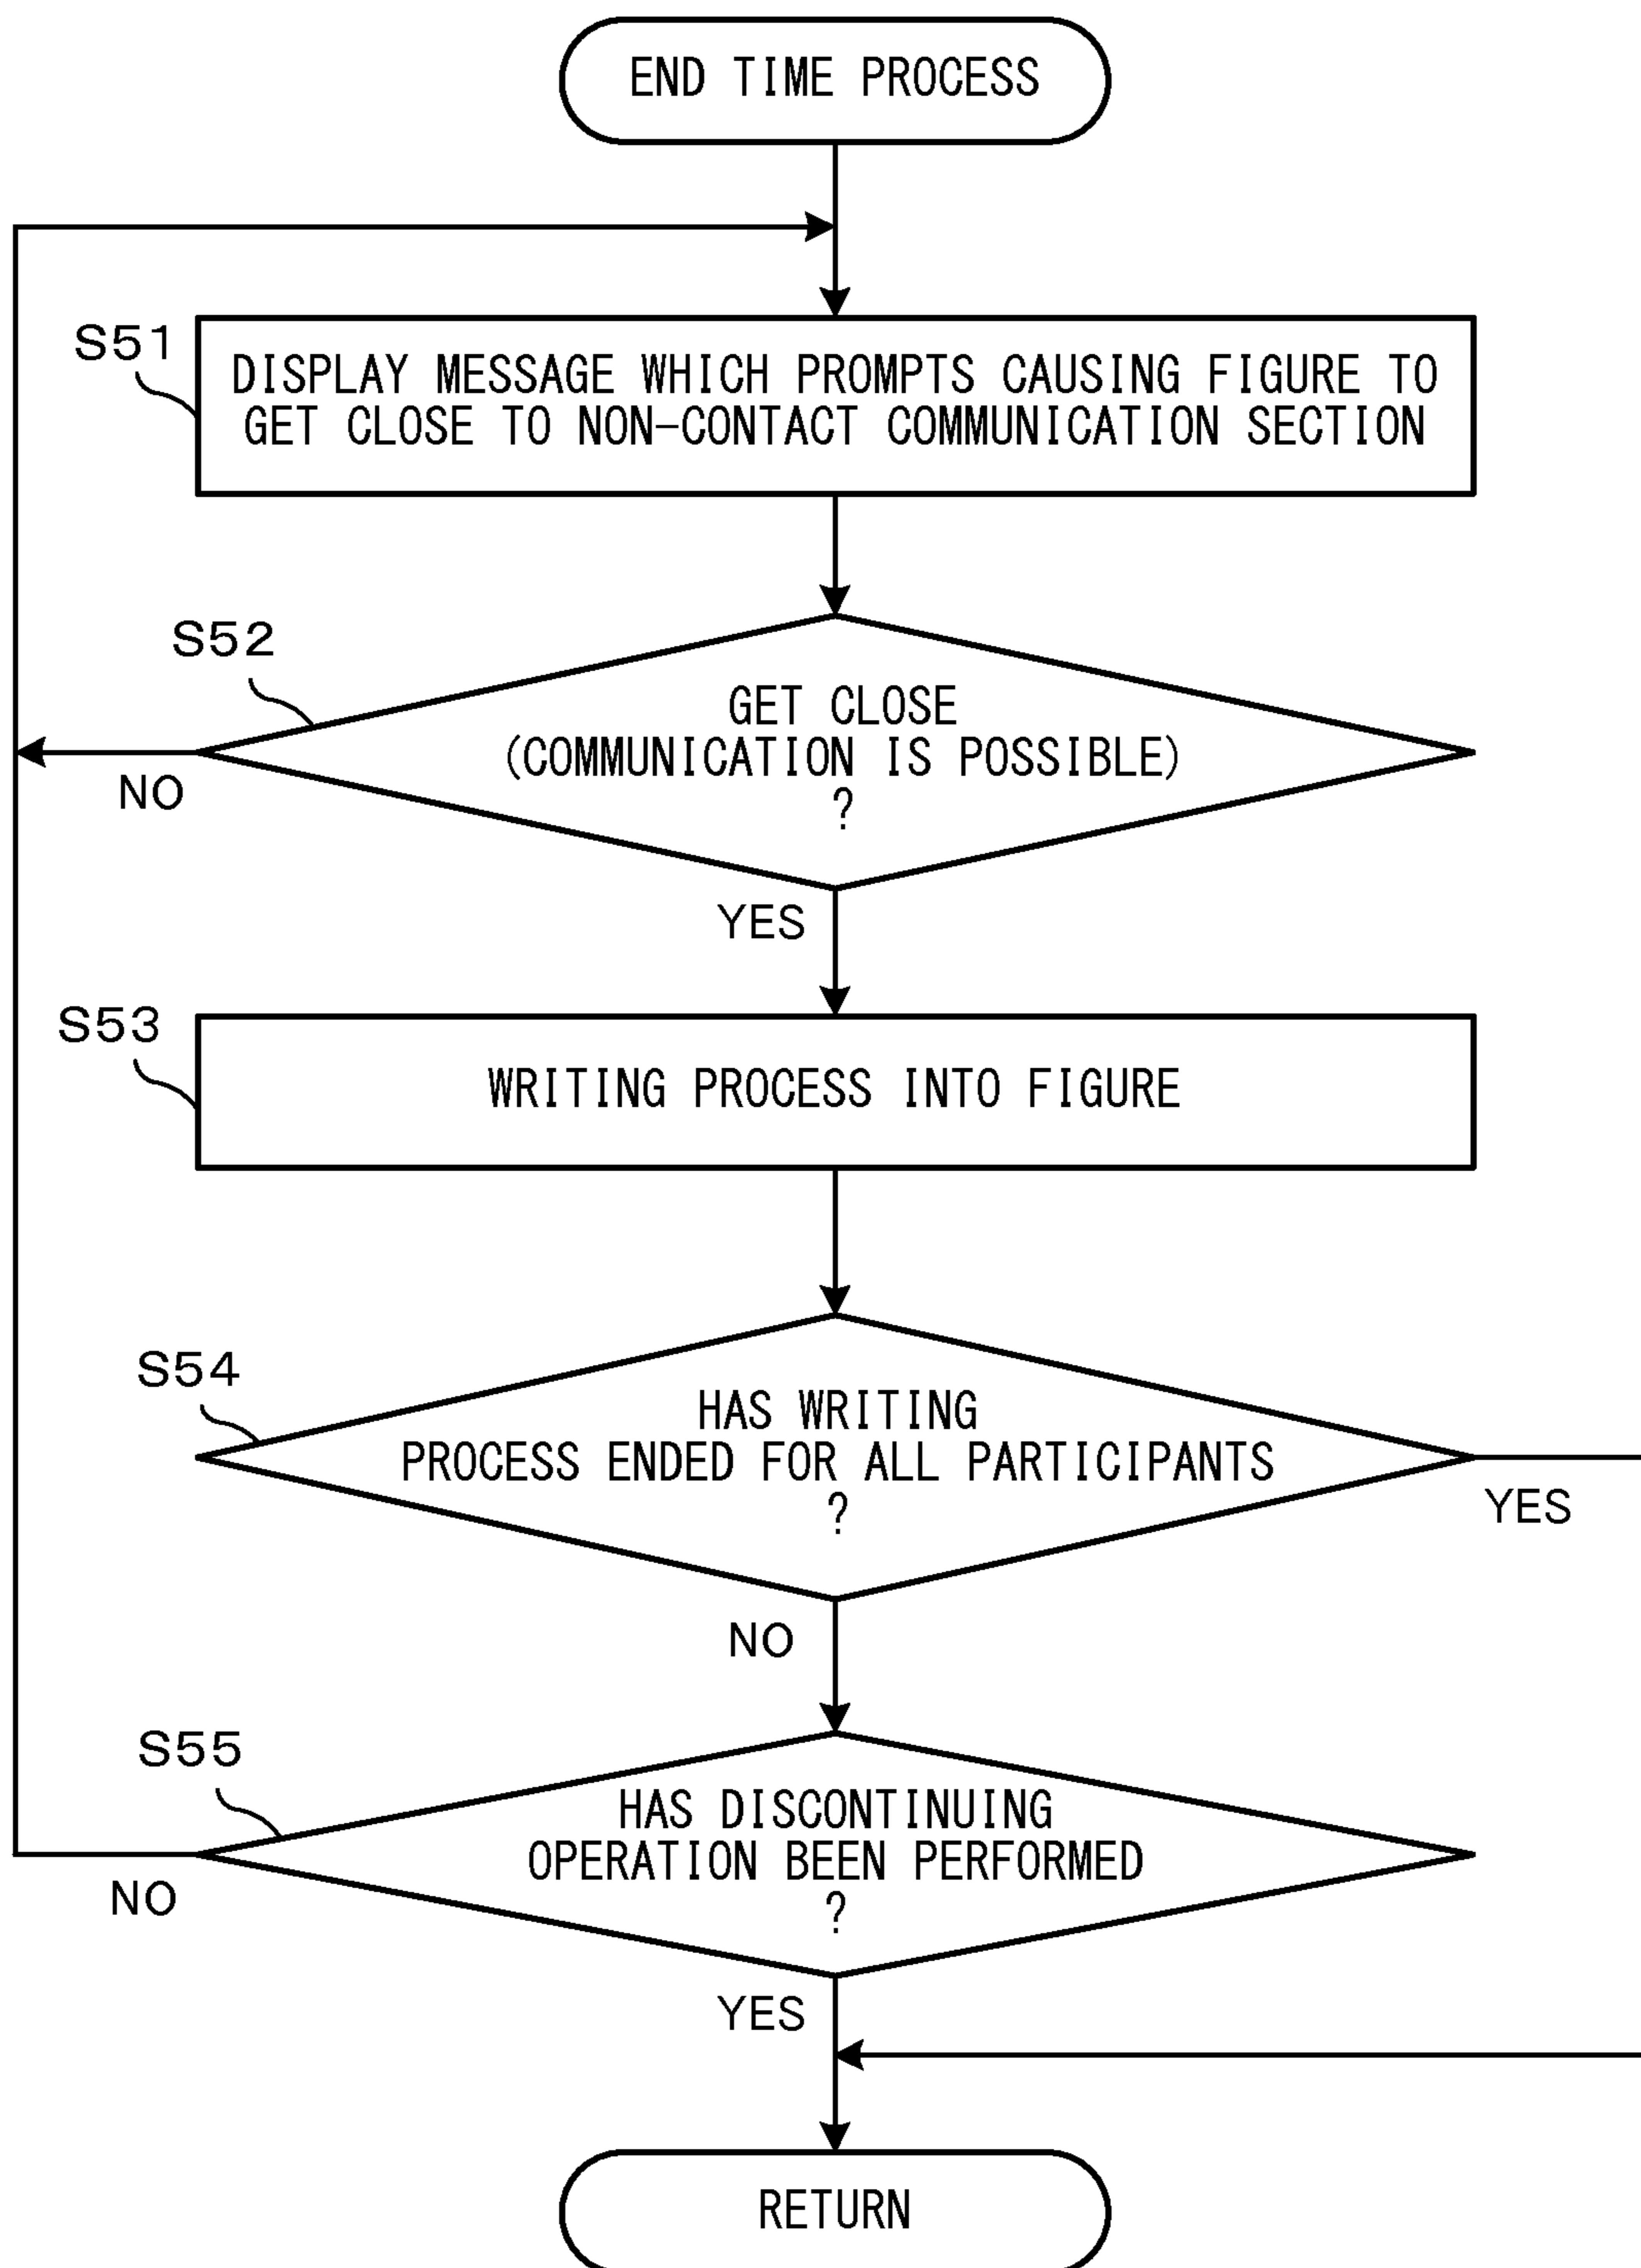 END TIME PROCESS
S51
DISPLAY MESSAGE WHICH PROMPTS CAUSING FIGURE TO
GET CLOSE TO NON-CONTACT COMMUNICATION SECTION
S52
GET CLOSE
(COMMUNICATION IS POSSIBLE)
?
NO
YES
S53
WRITING PROCESS INTO FIGURE
S54
HAS WRITING
PROCESS ENDED FOR ALL PARTICIPANTS
?
YES
NO
S55
HAS DISCONTINUING
OPERATION BEEN PERFORMED
?
NO
YES
RETURN